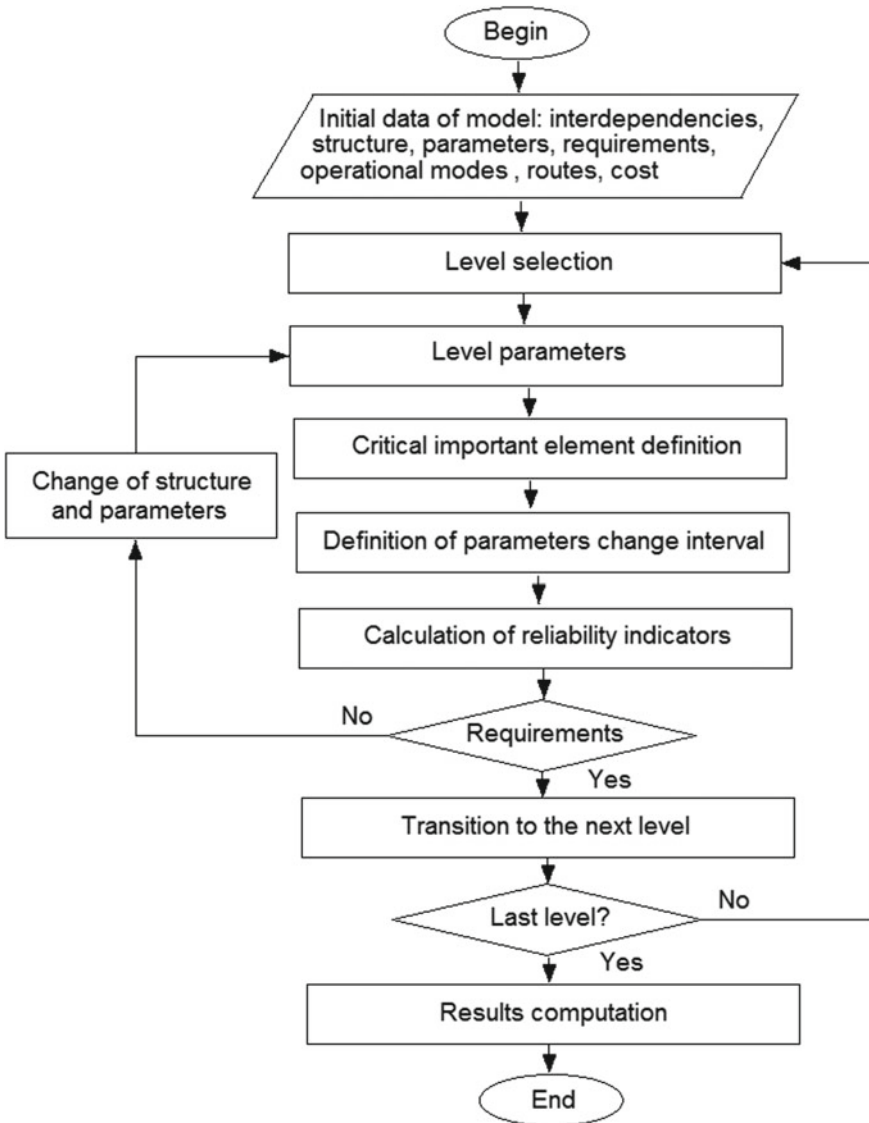 Begin
Initial data of model: interdependencies,
structure, parameters, requirements,
operational modes , routes, cost
Level selection
Level parameters
Critical important element definition
Change of structure
and parameters
Definition of parameters change interval
Calculation of reliability indicators
No
Requirements
Yes
Transition to the next level
No
Last level?
Yes
Results computation
End